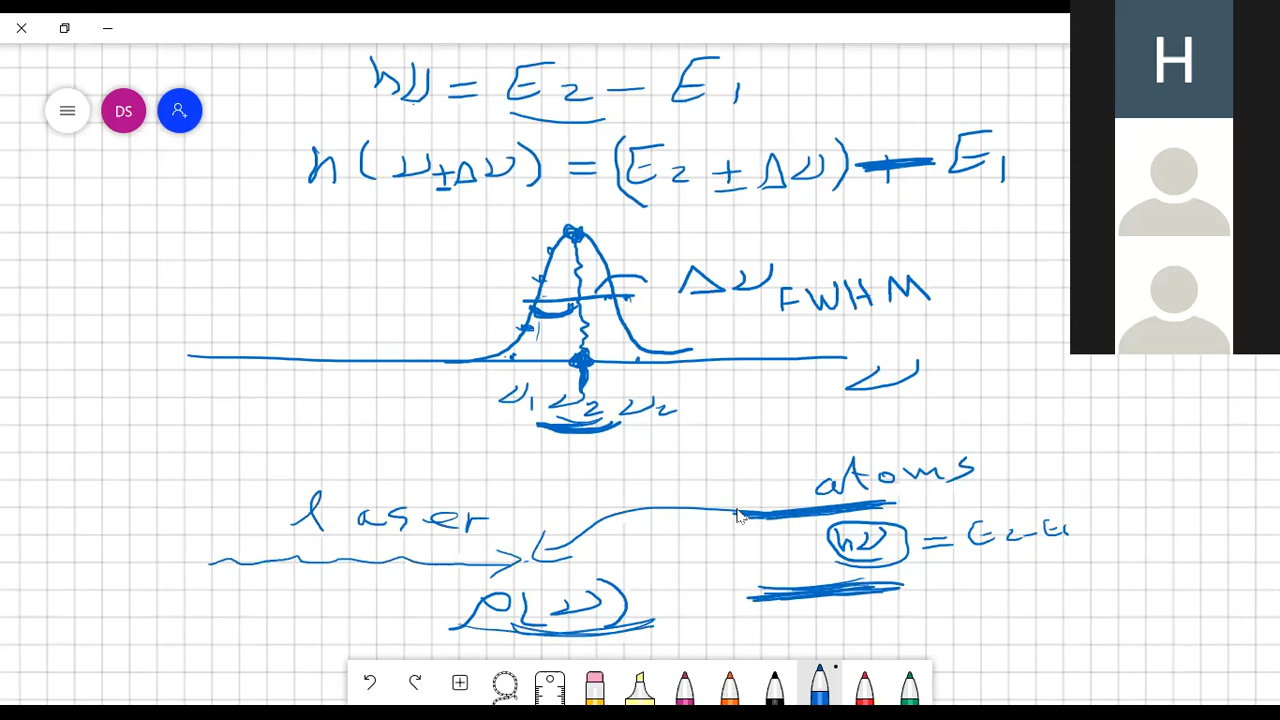 H
hν = E2 - E1
DS
h(ν±Δν) = (E2 ± Δν) - E1
Δν FWHM
ν
ν1 ν2 ν2
atoms
laser
hν = E2-E1
ρ(ν)